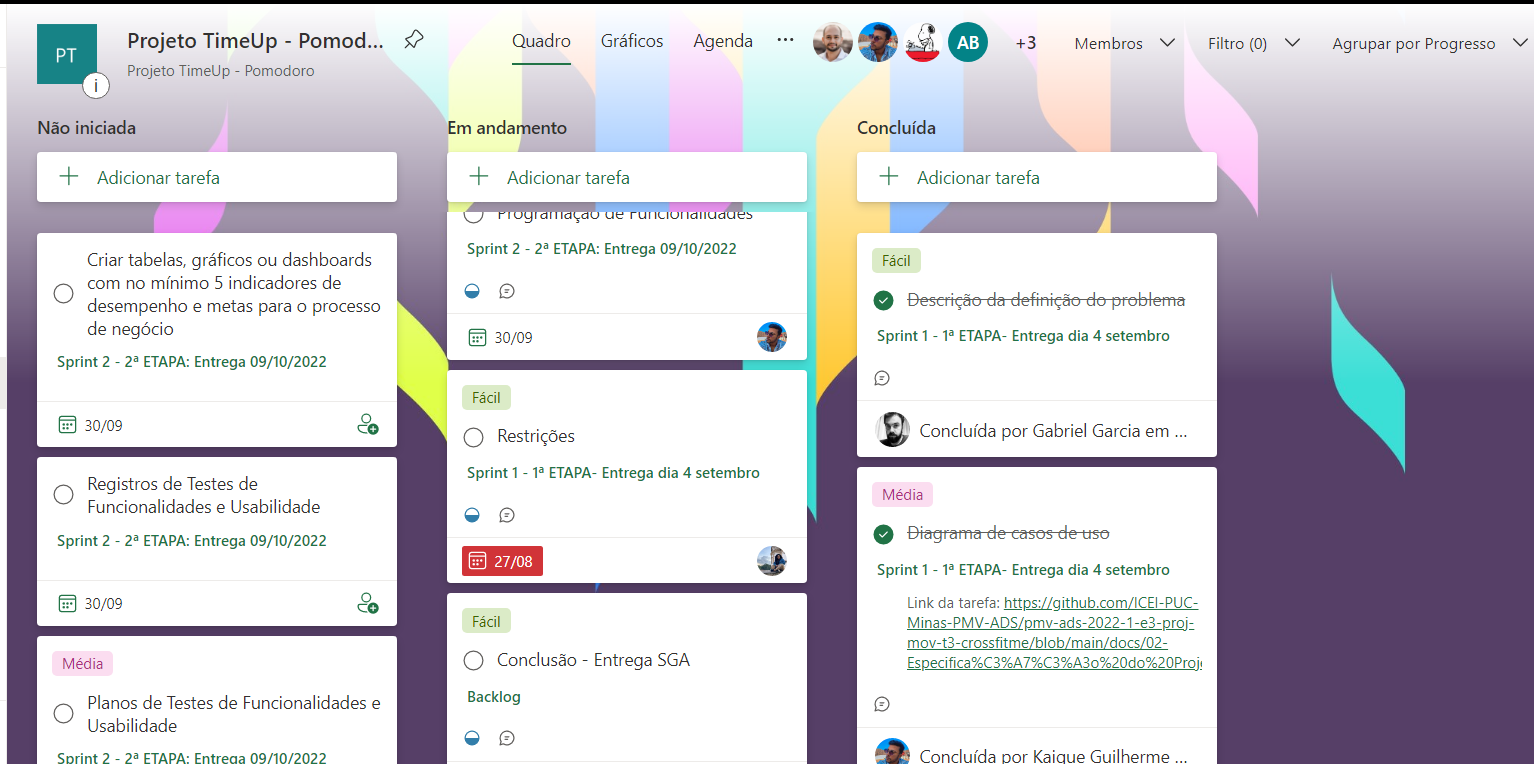 PT
i
Projeto TimeUp - Pomod...
Projeto TimeUp - Pomodoro
Quadro
Gráficos
Agenda
...
AB
+3
Membros
Filtro (0)
Agrupar por Progresso
Não iniciada
Adicionar tarefa
Criar tabelas, gráficos ou dashboards
com no mínimo 5 indicadores de
desempenho e metas para o processo
de negócio
Sprint 2 - 2ª ETAPA: Entrega 09/10/2022
30/09
Registros de Testes de
Funcionalidades e Usabilidade
Sprint 2 - 2ª ETAPA: Entrega 09/10/2022
30/09
Média
Planos de Testes de Funcionalidades e
Usabilidade
Sprint 2 - 2ª ETAPA: Entrega 09/10/2022
Em andamento
Adicionar tarefa
Programação de Funcionalidades
Sprint 2 - 2ª ETAPA: Entrega 09/10/2022
30/09
Fácil
Restrições
Sprint 1 - 1ª ETAPA- Entrega dia 4 setembro
27/08
Fácil
Conclusão - Entrega SGA
Backlog
Concluída
Adicionar tarefa
Fácil
Descrição da definição do problema
Sprint 1 - 1ª ETAPA- Entrega dia 4 setembro
Concluída por Gabriel Garcia em ...
Média
Diagrama de casos de uso
Sprint 1 - 1ª ETAPA- Entrega dia 4 setembro
Link da tarefa: https://github.com/ICEI-PUC-
Minas-PMV-ADS/pmv-ads-2022-1-e3-proj-
mov-t3-crossfitme/blob/main/docs/02-
Especifica%C3%A7%C3%A3o%20do%20Proje
Concluída por Kaique Guilherme ...